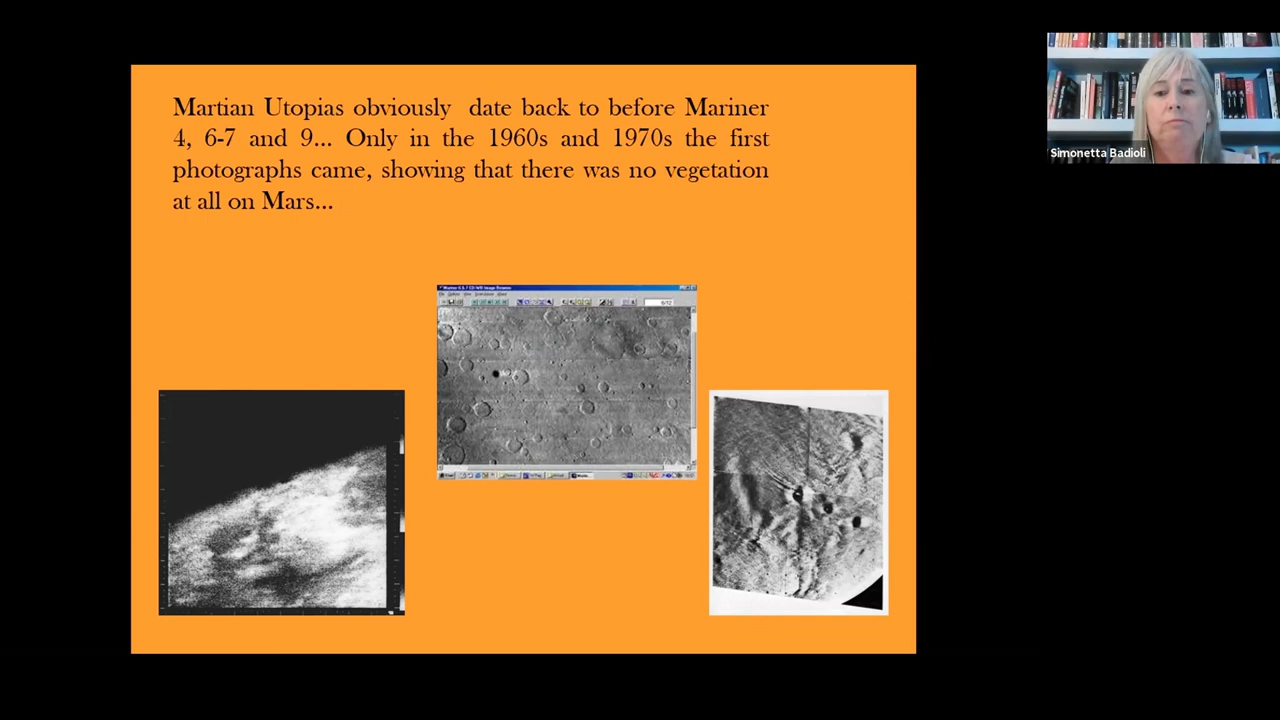 Martian Utopias obviously date back to before Mariner
4, 6-7 and 9... Only in the 1960s and 1970s the first
photographs came, showing that there was no vegetation
at all on Mars...
Simonetta Badioli